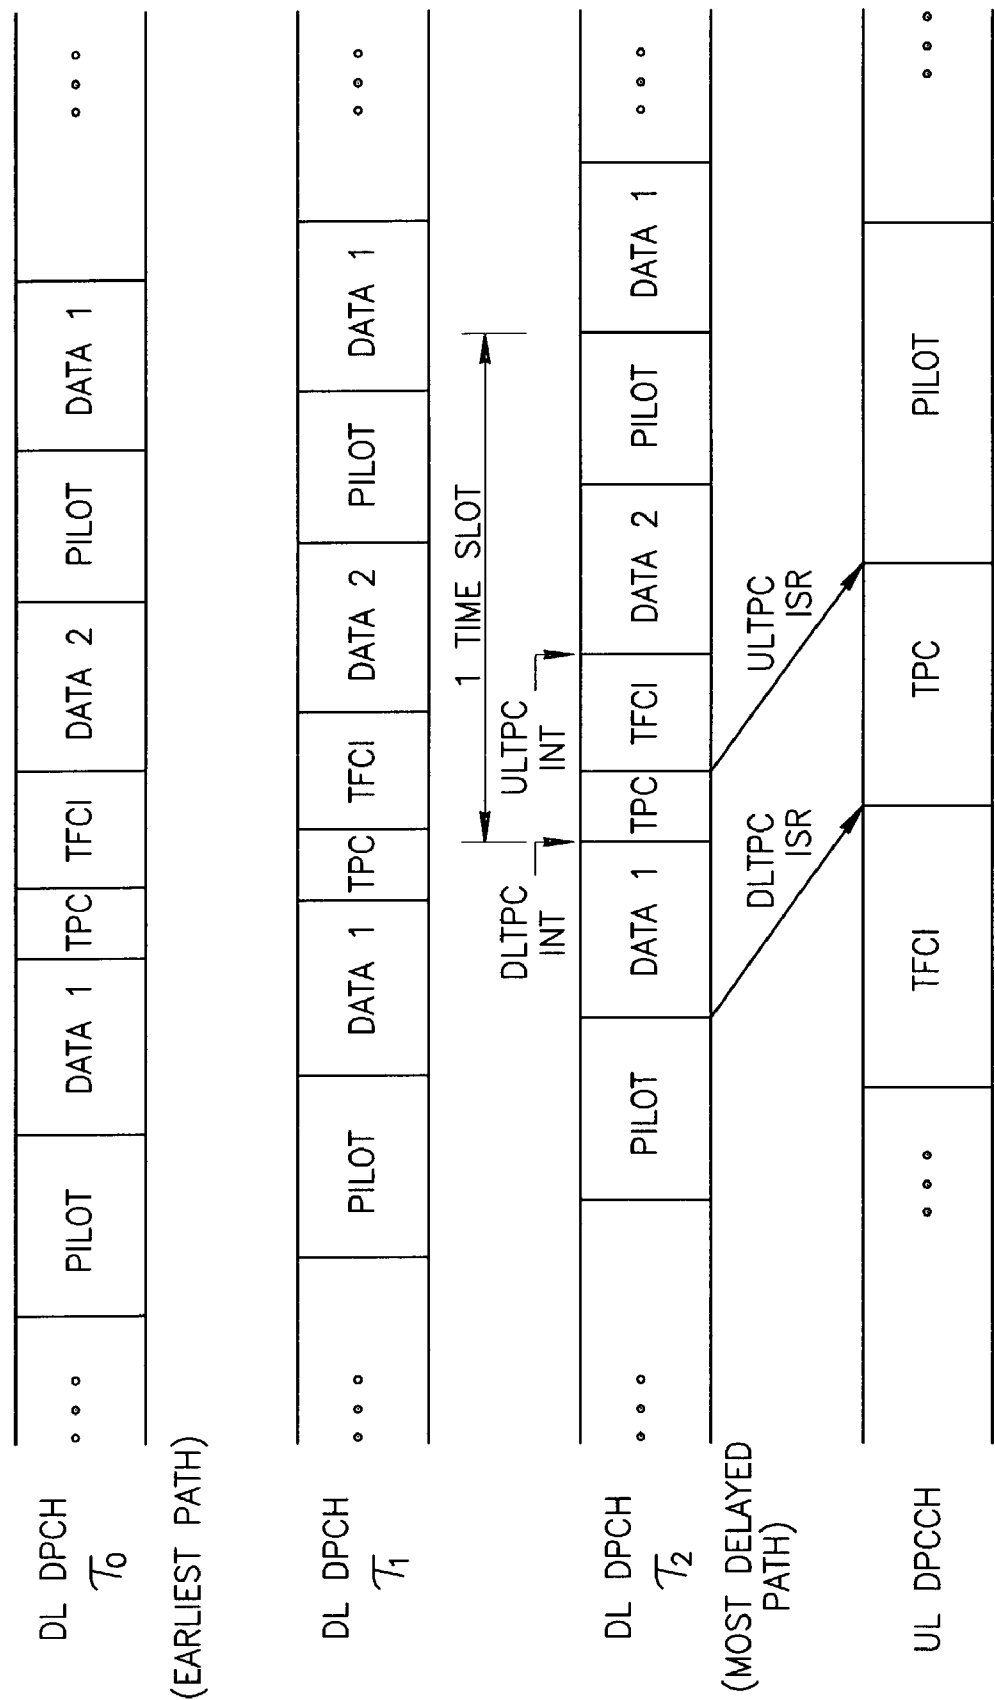 DL DPCH
T0
(EARLIEST PATH)
PILOT
DATA 1
TPC
TFCI
DATA 2
PILOT
DATA 1
DL DPCH
T1
PILOT
DATA 1
TPC
TFCI
DATA 2
PILOT
DATA 1
1 TIME SLOT
DLTPC
INT
ULTPC
INT
DL DPCH
T2
(MOST DELAYED
PATH)
PILOT
DATA 1
TPC
TFCI
DATA 2
PILOT
DATA 1
DLTPC
ISR
ULTPC
ISR
UL DPCCH
TFCI
TPC
PILOT